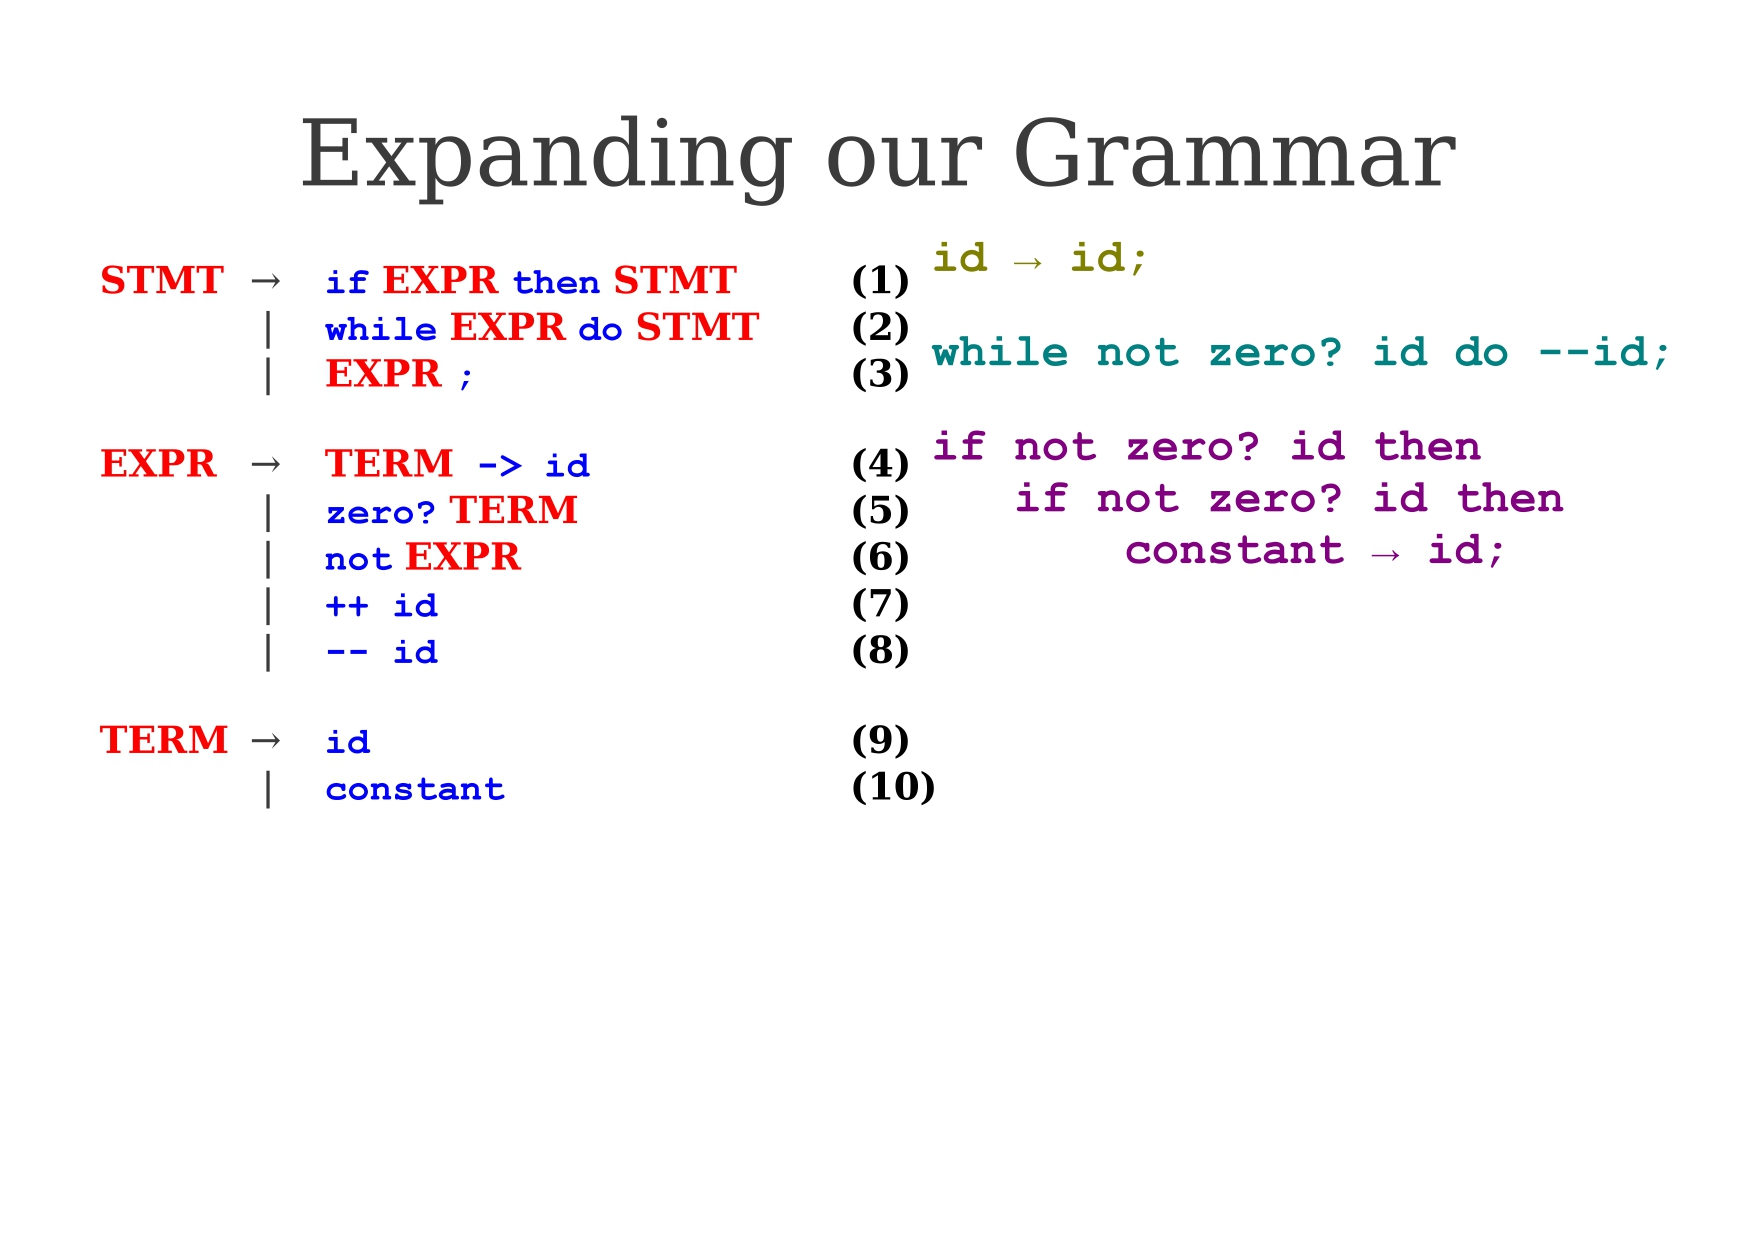 Expanding our Grammar
STMT → if EXPR then STMT (1)
| while EXPR do STMT (2)
| EXPR ; (3)
EXPR → TERM -> id (4)
| zero? TERM (5)
| not EXPR (6)
| ++ id (7)
| -- id (8)
TERM → id (9)
| constant (10)
id → id;
while not zero? id do --id;
if not zero? id then
if not zero? id then
constant → id;